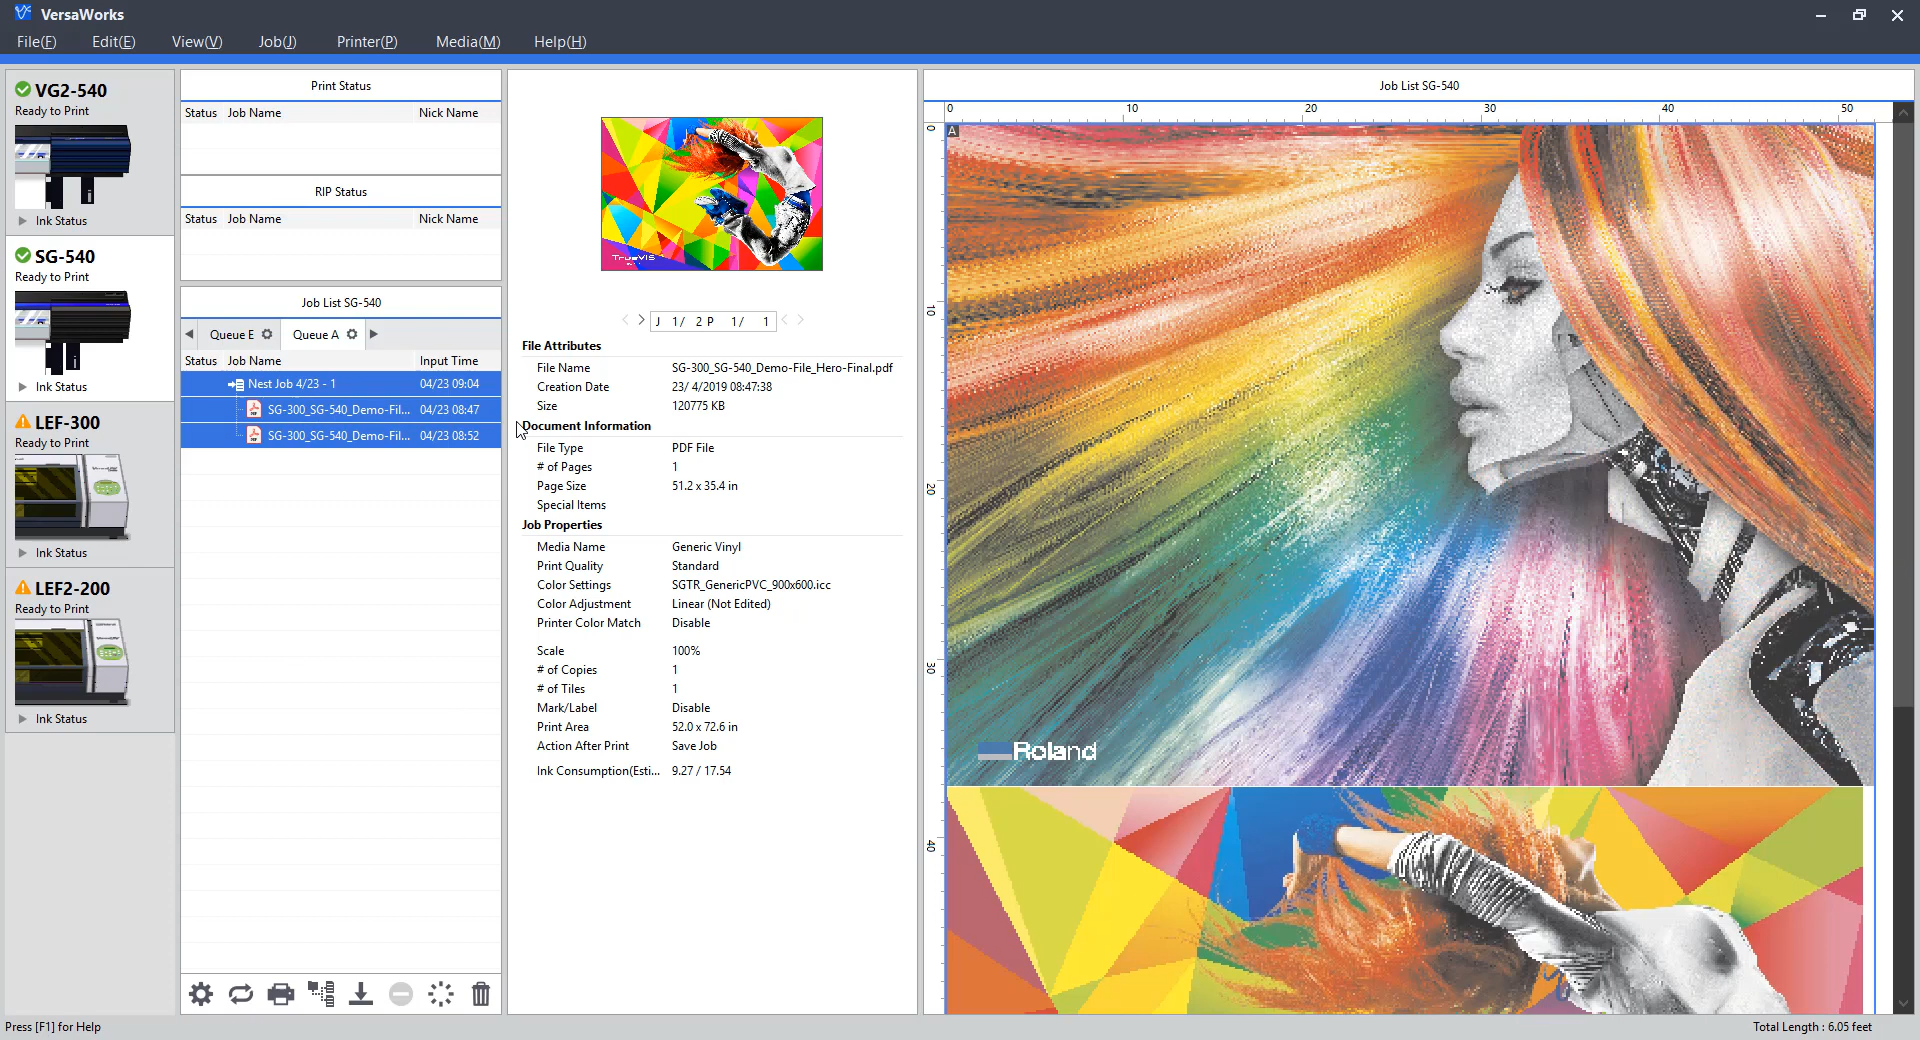 VersaWorks
File(F) Edit(E) View(V) Job(J) Printer(P) Media(M) Help(H)
VG2-540
Ready to Print
Ink Status
SG-540
Ready to Print
Ink Status
LEF-300
Ready to Print
Ink Status
LEF2-200
Ready to Print
Ink Status
Print Status
Status Job Name Nick Name
RIP Status
Status Job Name Nick Name
Job List SG-540
Queue E Queue A
Status Job Name Input Time
Nest Job 4/23 - 1 04/23 09:04
SG-300_SG-540_Demo-Fil... 04/23 08:47
SG-300_SG-540_Demo-Fil... 04/23 08:52
TrueVIS
J 1/ 2 P 1/ 1
File Attributes
File Name SG-300_SG-540_Demo-File_Hero-Final.pdf
Creation Date 23/ 4/2019 08:47:38
Size 120775 KB
Document Information
File Type PDF File
# of Pages 1
Page Size 51.2 x 35.4 in
Special Items
Job Properties
Media Name Generic Vinyl
Print Quality Standard
Color Settings SGTR_GenericPVC_900x600.icc
Color Adjustment Linear (Not Edited)
Printer Color Match Disable
Scale 100%
# of Copies 1
# of Tiles 1
Mark/Label Disable
Print Area 52.0 x 72.6 in
Action After Print Save Job
Ink Consumption(Esti... 9.27 / 17.54
Job List SG-540
0 10 20 30 40 50
0
A
10
20
30
40
Roland
Press [F1] for Help
Total Length : 6.05 feet